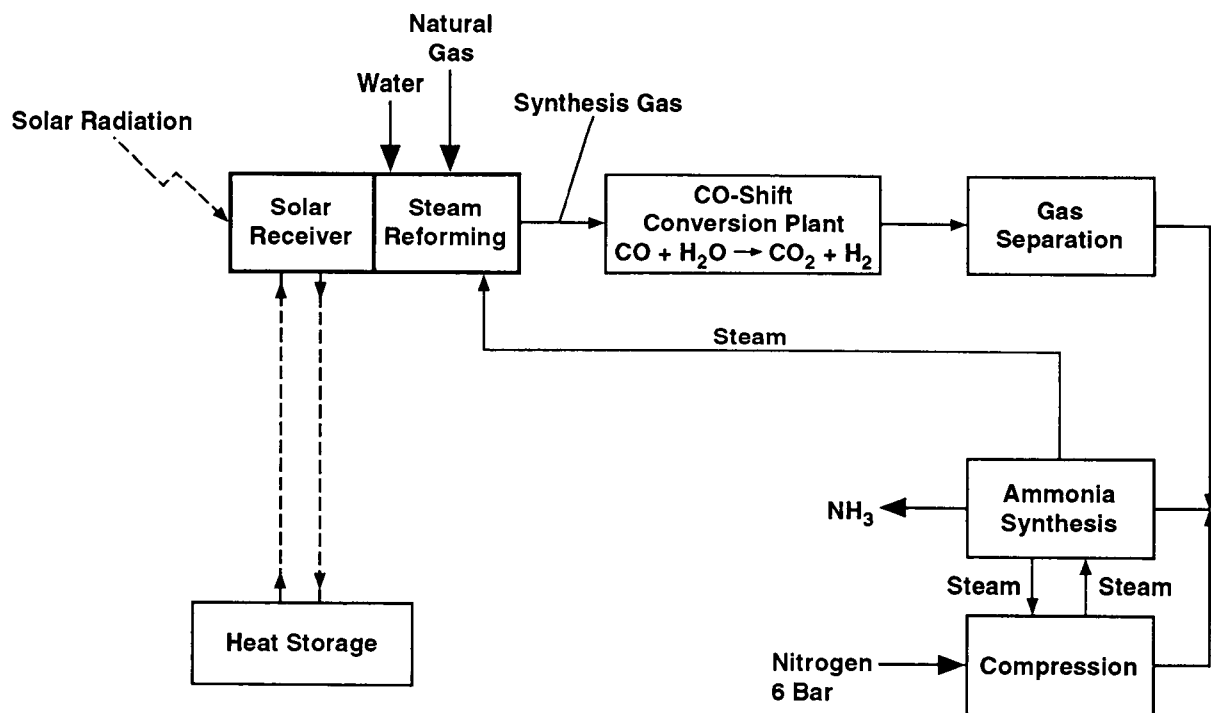 Natural
Gas
Water
Synthesis Gas
Solar Radiation
Solar
Receiver
Steam
Reforming
CO-Shift
Conversion Plant
CO + H₂O → CO₂ + H₂
Gas
Separation
Steam
Ammonia
Synthesis
NH₃
Steam
Steam
Heat Storage
Nitrogen
6 Bar
Compression